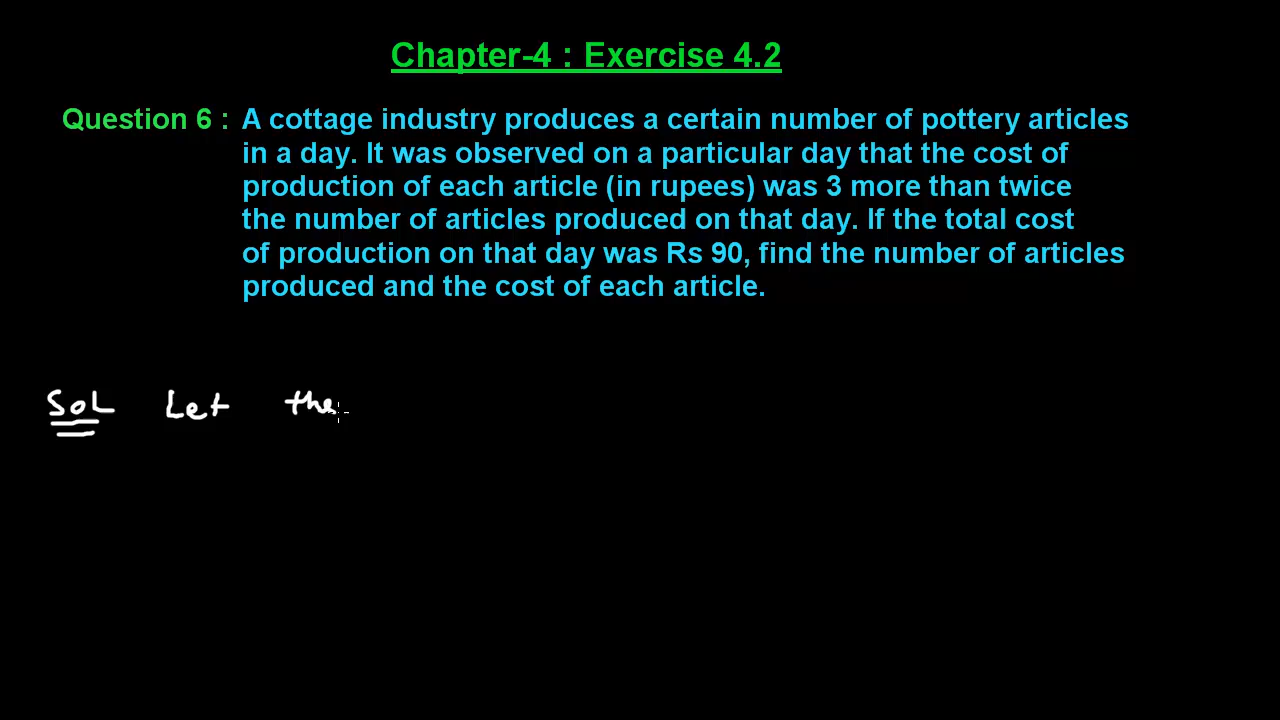 Chapter-4 : Exercise 4.2
Question 6 : A cottage industry produces a certain number of pottery articles
in a day. It was observed on a particular day that the cost of
production of each article (in rupees) was 3 more than twice
the number of articles produced on that day. If the total cost
of production on that day was Rs 90, find the number of articles
produced and the cost of each article.
SoL Let the